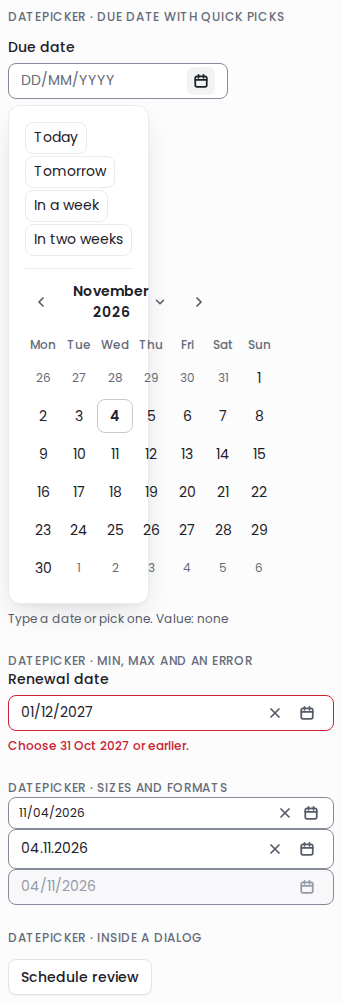 DATEPICKER · DUE DATE WITH QUICK PICKS
Due date
DD/MM/YYYY
Today
Tomorrow
In a week
In two weeks
November
2026
Mon Tue Wed Thu Fri Sat Sun
26 27 28 29 30 31 1
2 3 4 5 6 7 8
9 10 11 12 13 14 15
16 17 18 19 20 21 22
23 24 25 26 27 28 29
30 1 2 3 4 5 6
Type a date or pick one. Value: none
DATEPICKER · MIN, MAX AND AN ERROR
Renewal date
01/12/2027
Choose 31 Oct 2027 or earlier.
DATEPICKER · SIZES AND FORMATS
11/04/2026
04.11.2026
04/11/2026
DATEPICKER · INSIDE A DIALOG
Schedule review